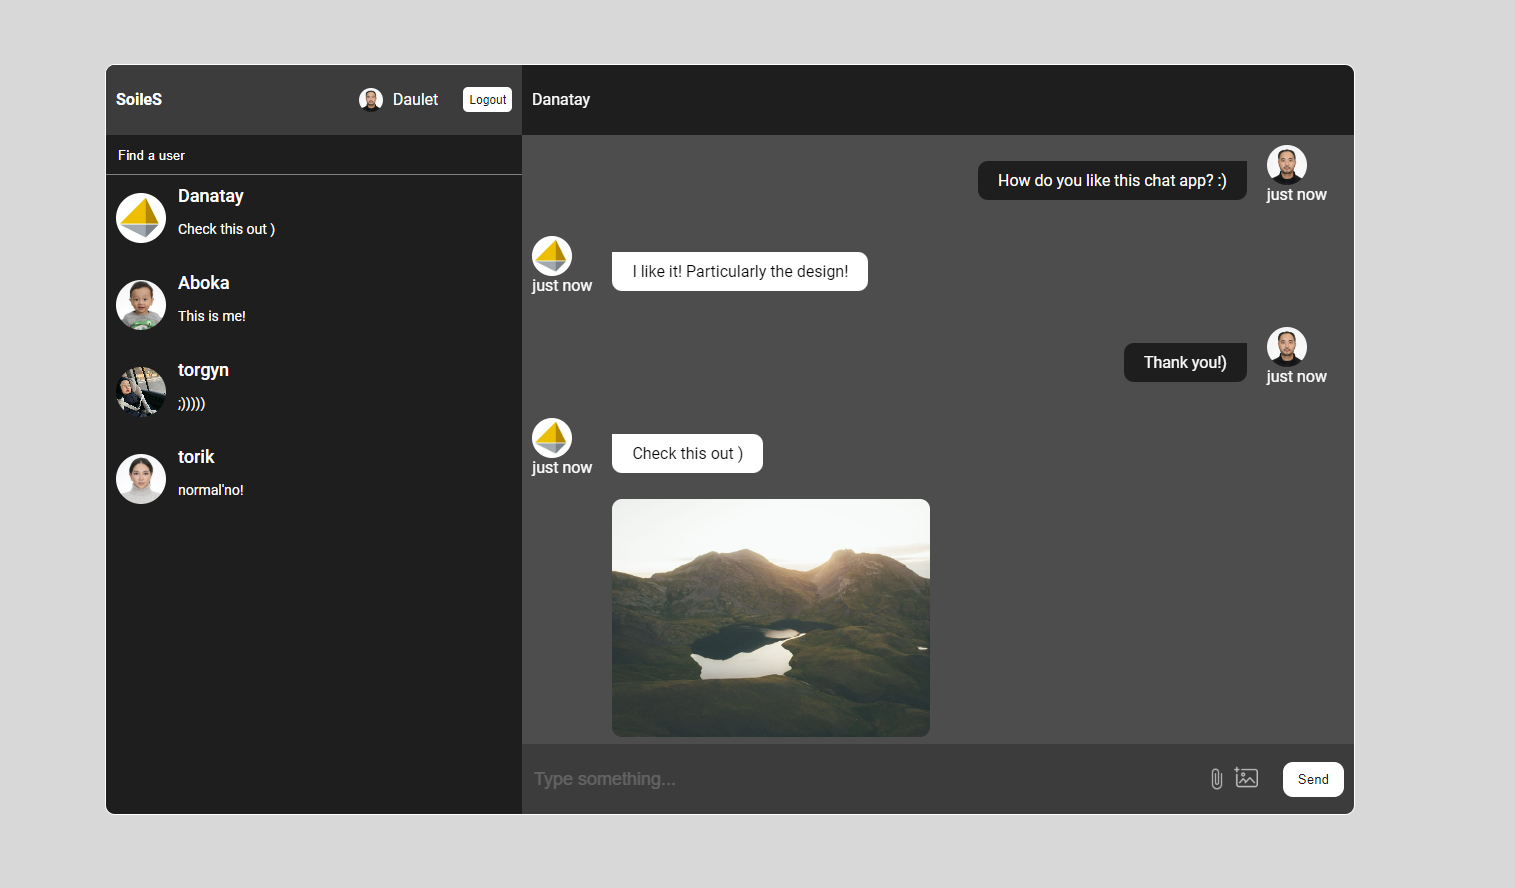 SoileS
Daulet
Logout
Find a user
Danatay
Check this out )
Aboka
This is me!
torgyn
;)))))
torik
normal'no!
Danatay
How do you like this chat app? :)
just now
I like it! Particularly the design!
just now
Thank you!)
just now
Check this out )
just now
Type something...
Send